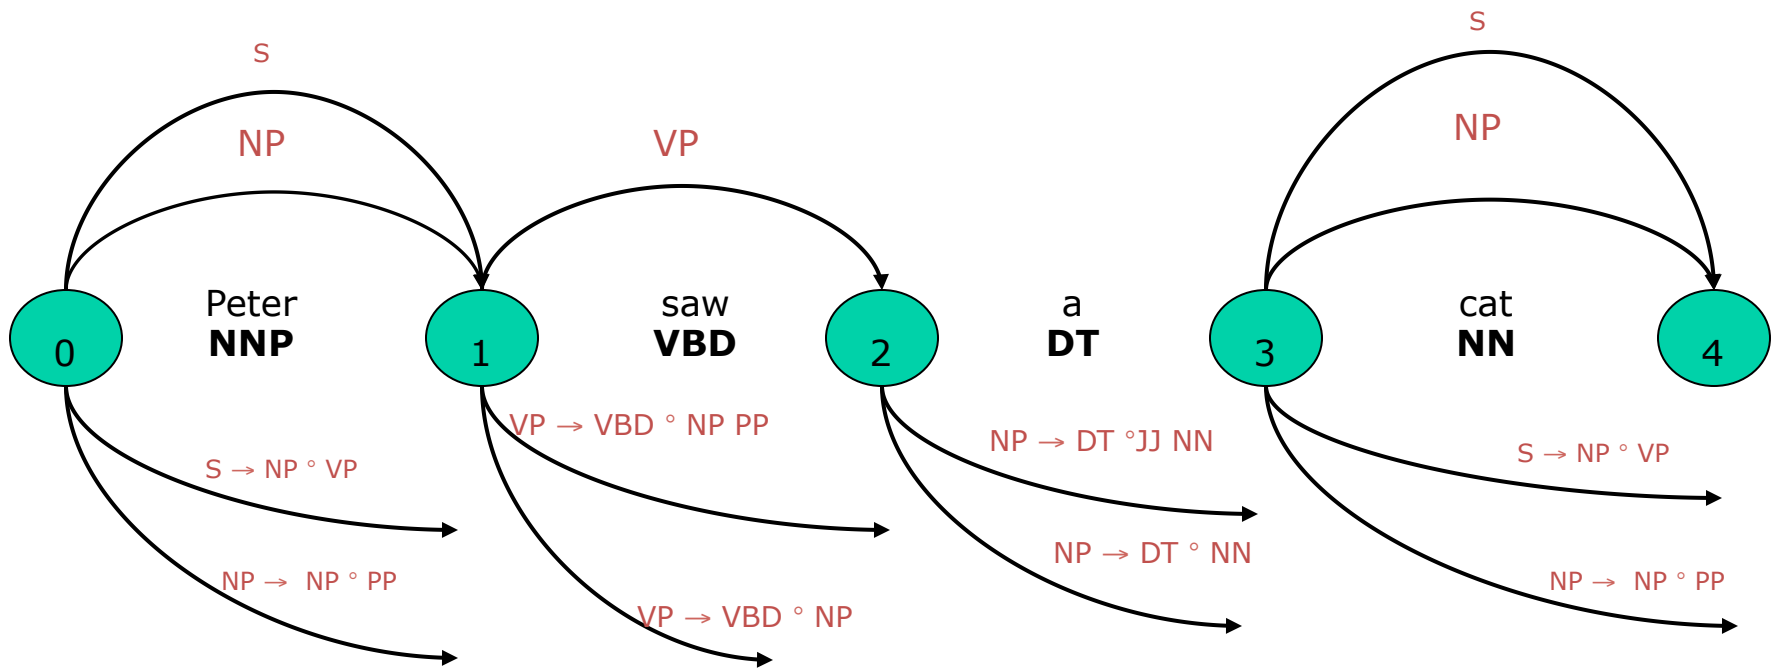 S
S
NP
VP
NP
Peter
NNP
saw
VBD
a
DT
cat
NN
0
1
2
3
4
VP → VBD ° NP PP
NP → DT °JJ NN
S → NP ° VP
S → NP ° VP
NP → DT ° NN
NP → NP ° PP
NP → NP ° PP
VP → VBD ° NP